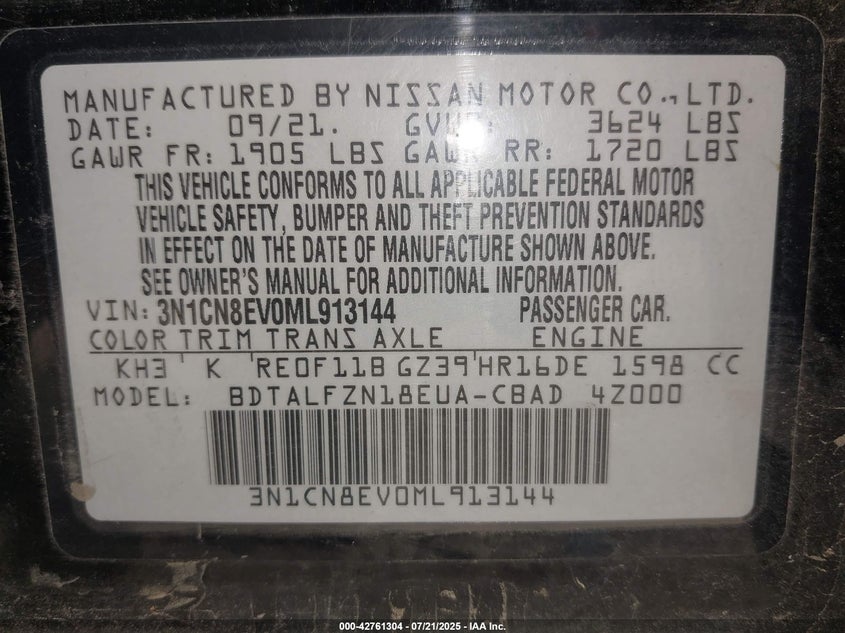 MANUFACTURED BY NISSAN MOTOR CO., LTD.
DATE: 09/21. GVWR: 3624 LBS
GAWR FR: 1905 LBS GAWR RR: 1720 LBS
THIS VEHICLE CONFORMS TO ALL APPLICABLE FEDERAL MOTOR
VEHICLE SAFETY, BUMPER AND THEFT PREVENTION STANDARDS
IN EFFECT ON THE DATE OF MANUFACTURE SHOWN ABOVE.
SEE OWNER'S MANUAL FOR ADDITIONAL INFORMATION.
VIN: 3N1CN8EV0ML913144 PASSENGER CAR.
COLOR TRIM TRANS AXLE ENGINE
KH3 K RE0F11B GZ39 HR16DE 1598 CC
MODEL: BDTALFZN18EUA-CBAD 4Z000
3N1CN8EV0ML913144
000-42761304 / 07/21/2025 - IAA Inc.